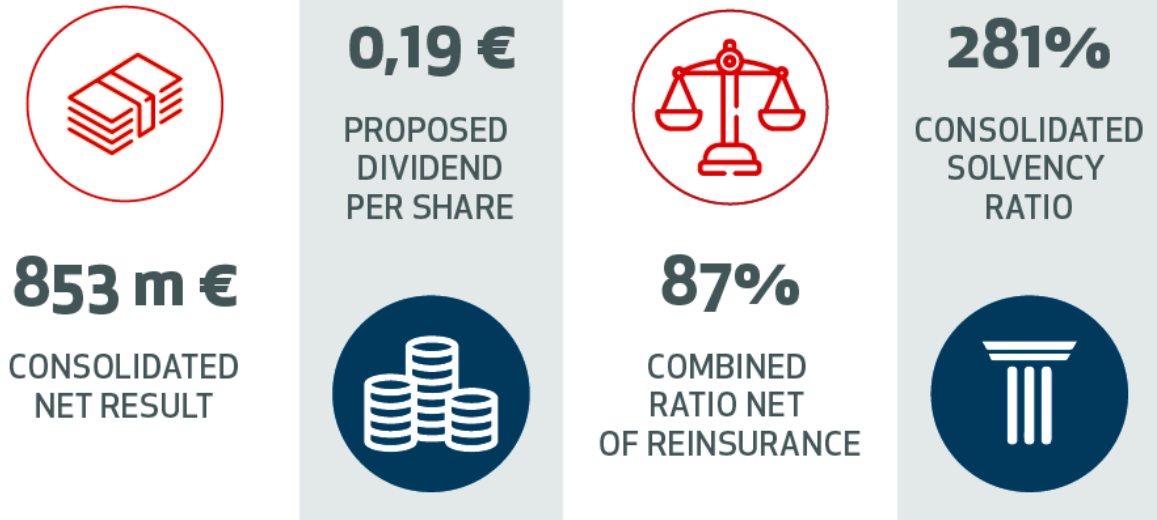 853 m €
CONSOLIDATED
NET RESULT
0,19 €
PROPOSED
DIVIDEND
PER SHARE
87%
COMBINED
RATIO NET
OF REINSURANCE
281%
CONSOLIDATED
SOLVENCY
RATIO